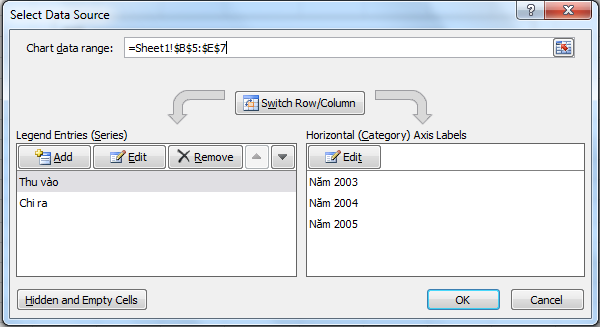 Select Data Source
Chart data range: =Sheet1!$B$5:$E$7
Switch Row/Column
Legend Entries (Series)
Add Edit Remove
Thu vào
Chi ra
Horizontal (Category) Axis Labels
Edit
Năm 2003
Năm 2004
Năm 2005
Hidden and Empty Cells
OK Cancel